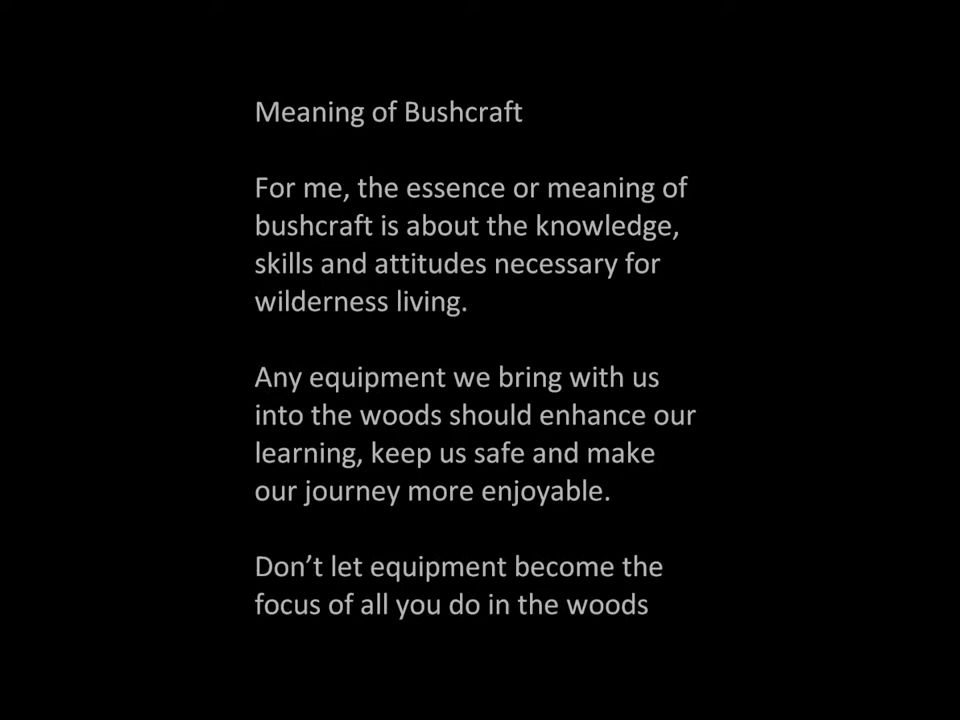 Meaning of Bushcraft
For me, the essence or meaning of
bushcraft is about the knowledge,
skills and attitudes necessary for
wilderness living.
Any equipment we bring with us
into the woods should enhance our
learning, keep us safe and make
our journey more enjoyable.
Don’t let equipment become the
focus of all you do in the woods